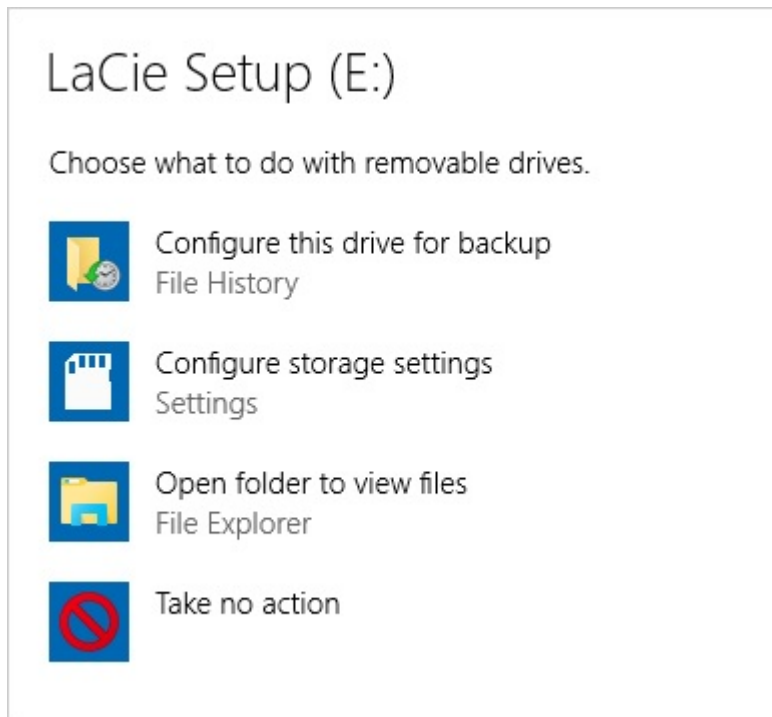 LaCie Setup (E:)
Choose what to do with removable drives.
Configure this drive for backup
File History
Configure storage settings
Settings
Open folder to view files
File Explorer
Take no action